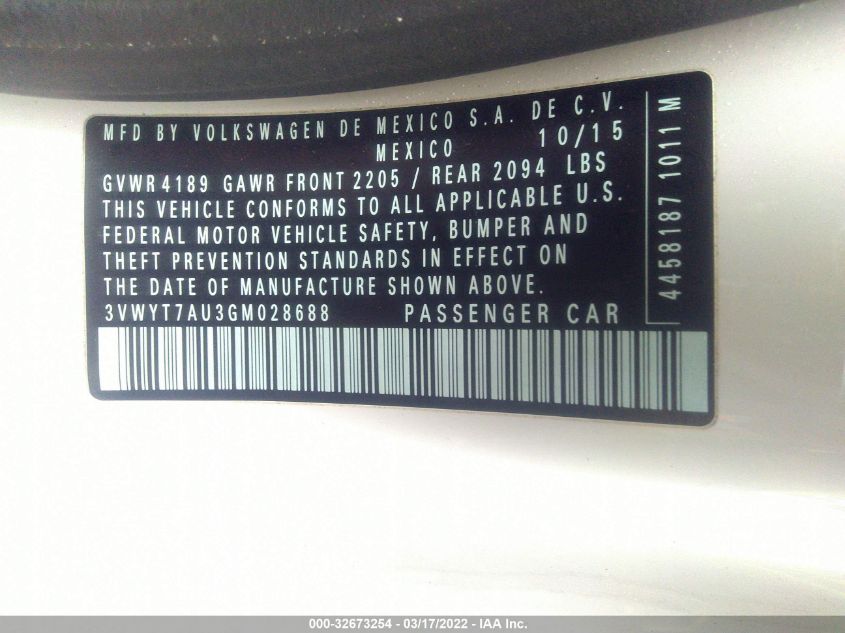 MFD BY VOLKSWAGEN DE MEXICO S.A. DE C.V.
MEXICO 10/15
GVWR 4189 GAWR FRONT 2205 / REAR 2094 LBS
THIS VEHICLE CONFORMS TO ALL APPLICABLE U.S.
FEDERAL MOTOR VEHICLE SAFETY, BUMPER AND
THEFT PREVENTION STANDARDS IN EFFECT ON
THE DATE OF MANUFACTURE SHOWN ABOVE.
3VWYT7AU3GM028688 PASSENGER CAR
4458187 1011 M
000-32673254 - 03/17/2022 - IAA Inc.